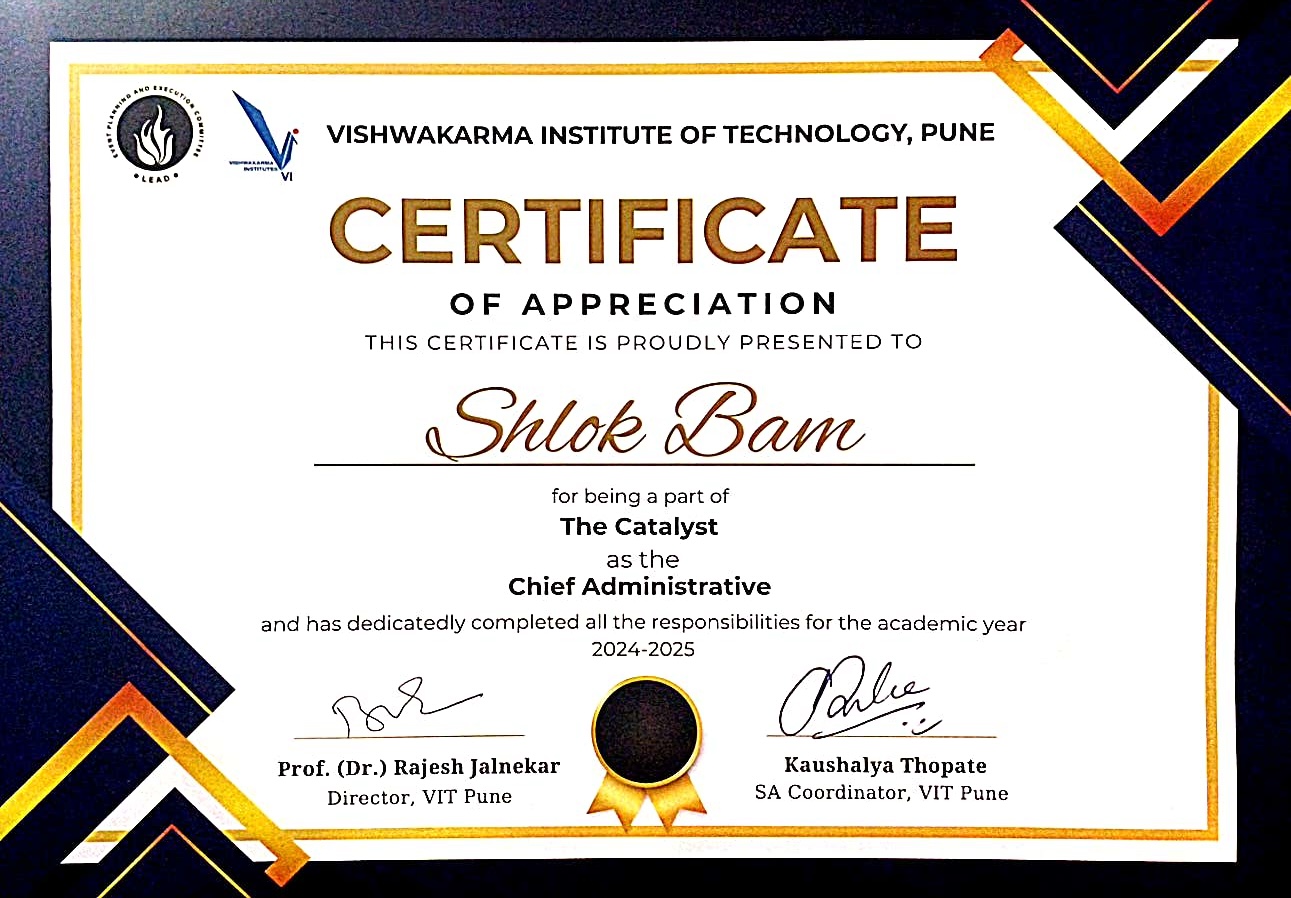 EVENT PLANNING AND EXECUTION COMMITTEE
• LEAD •
VISHWAKARMA
INSTITUTES
VI
VISHWAKARMA INSTITUTE OF TECHNOLOGY, PUNE
CERTIFICATE
OF APPRECIATION
THIS CERTIFICATE IS PROUDLY PRESENTED TO
Shlok Bam
for being a part of
The Catalyst
as the
Chief Administrative
and has dedicatedly completed all the responsibilities for the academic year
2024-2025
Prof. (Dr.) Rajesh Jalnekar
Director, VIT Pune
Kaushalya Thopate
SA Coordinator, VIT Pune